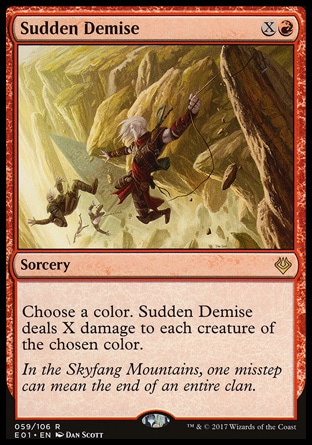 Sudden Demise X
Sorcery
Choose a color. Sudden Demise
deals X damage to each creature of
the chosen color.
In the Skyfang Mountains, one misstep
can mean the end of an entire clan.
059/106 R
E01 • EN Dan Scott ™ & © 2017 Wizards of the Coast